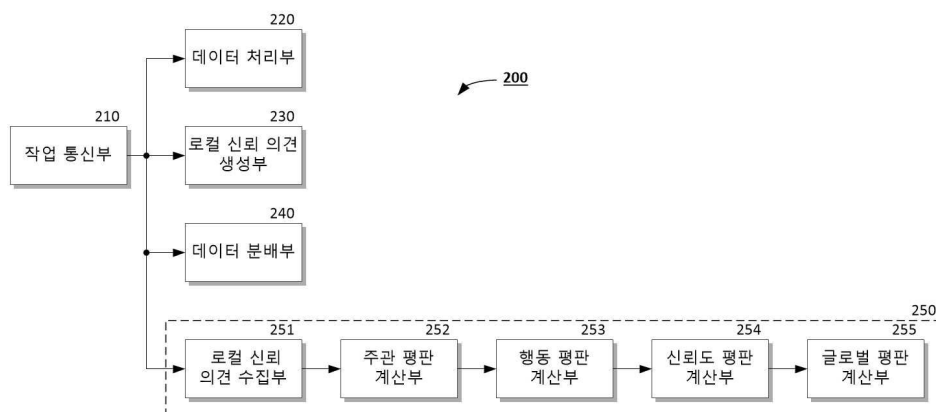 220
데이터 처리부
200
210
작업 통신부
230
로컬 신뢰 의견
생성부
240
데이터 분배부
250
251
로컬 신뢰
의견 수집부
252
주관 평판
계산부
253
행동 평판
계산부
254
신뢰도 평판
계산부
255
글로벌 평판
계산부